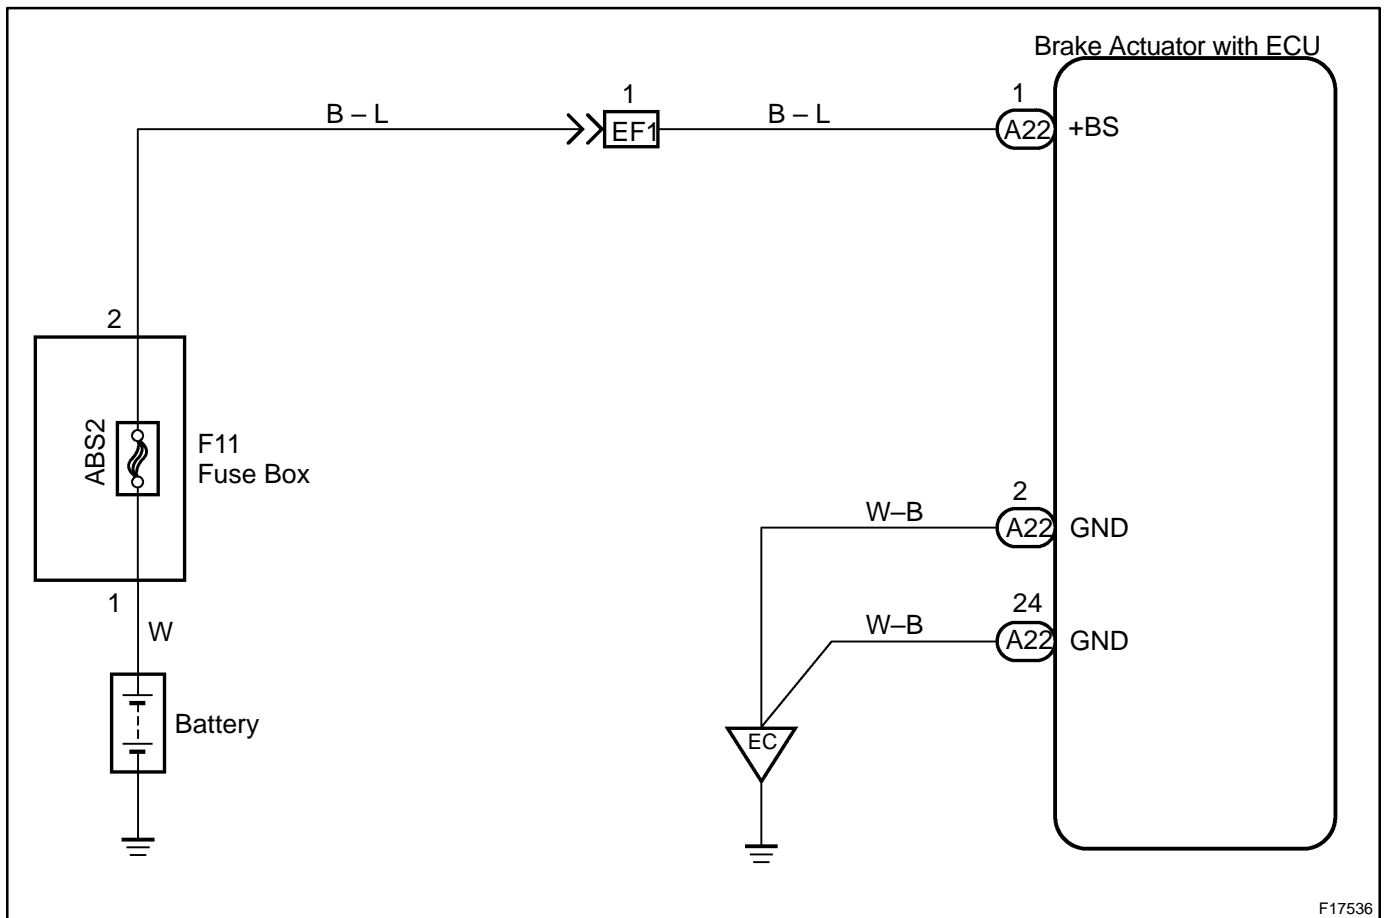 Brake Actuator with ECU
B – L
1
EF1
B – L
1
A22
+BS
2
ABS2
F11
Fuse Box
1
W
Battery
W–B
2
A22
GND
W–B
24
A22
GND
EC
F17536